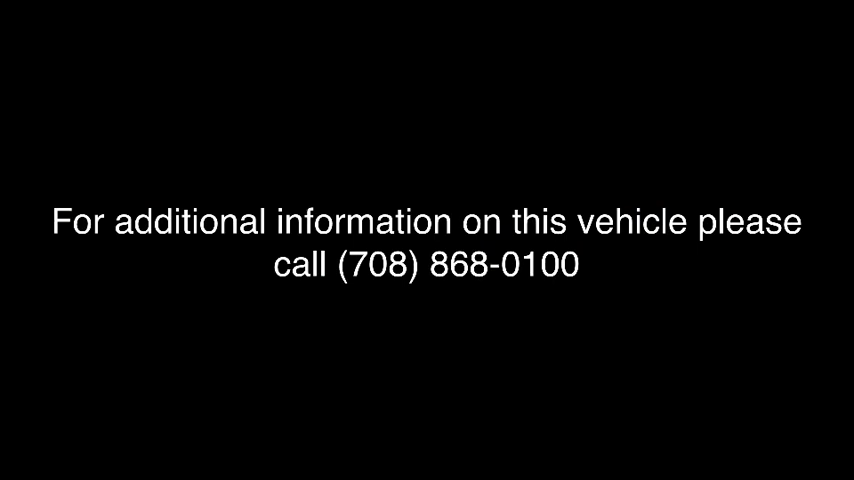 For additional information on this vehicle please
call (708) 868-0100